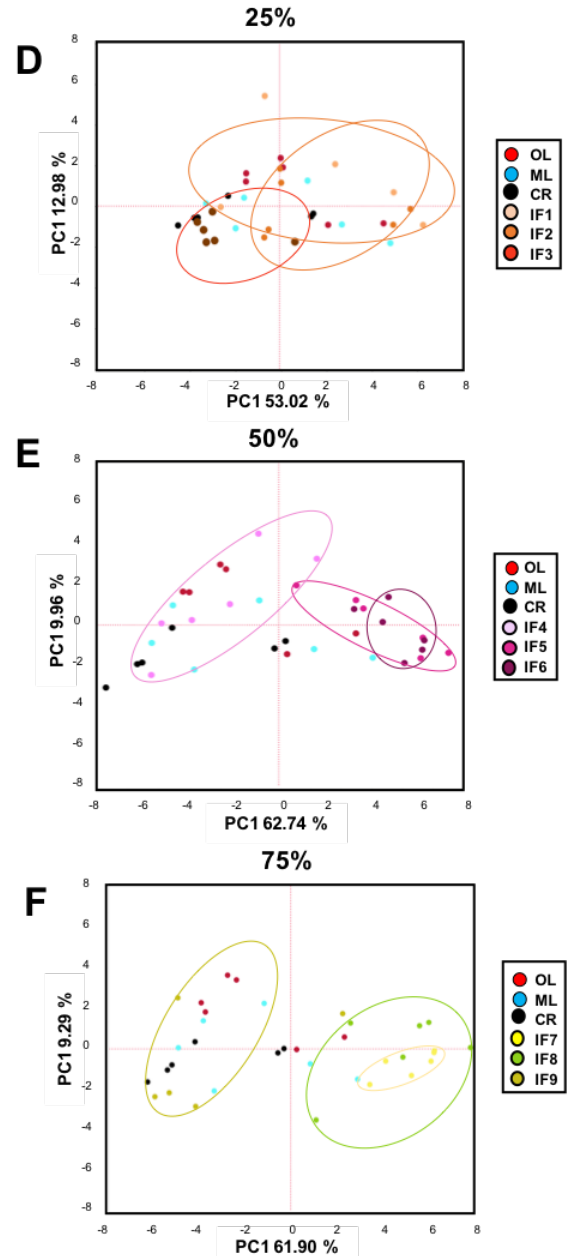 25%
D
8
6
4
2
0
-2
-4
-6
-8
PC1 12.98 %
-8
-6
-4
-2
0
2
4
6
8
PC1 53.02 %
OL
ML
CR
IF1
IF2
IF3
50%
E
8
6
4
2
0
-2
-4
-6
-8
PC1 9.96 %
-8
-6
-4
-2
0
2
4
6
8
PC1 62.74 %
OL
ML
CR
IF4
IF5
IF6
75%
F
8
6
4
2
0
-2
-4
-6
-8
PC1 9.29 %
-8
-6
-4
-2
0
2
4
6
8
PC1 61.90 %
OL
ML
CR
IF7
IF8
IF9